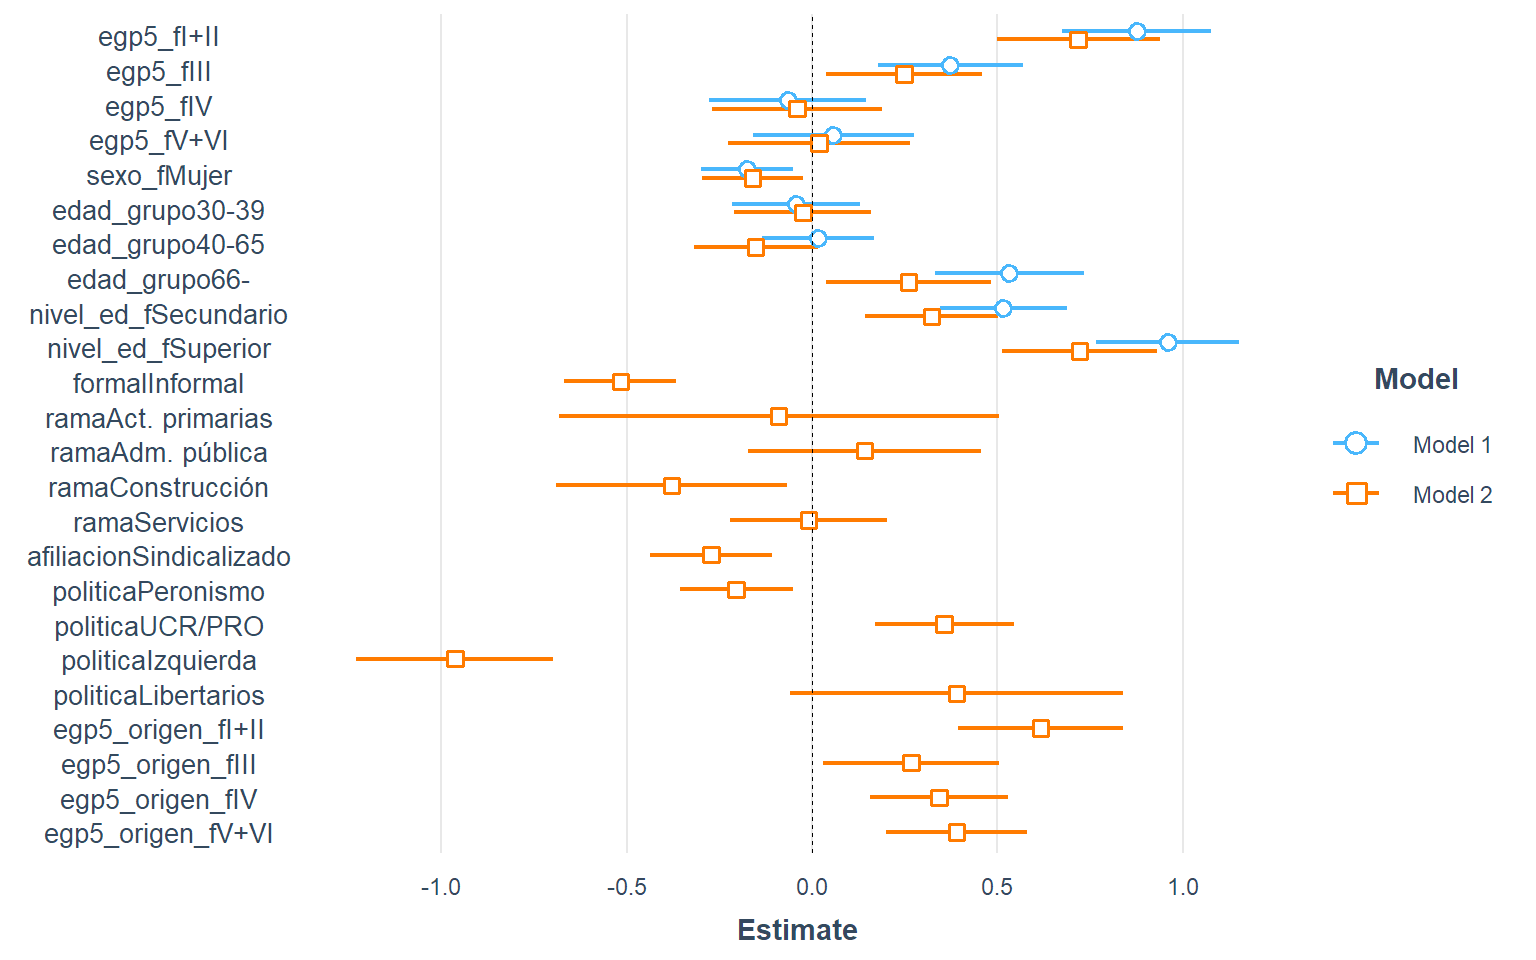 egp5_fI+II
egp5_fIII
egp5_fIV
egp5_fV+VI
sexo_fMujer
edad_grupo30-39
edad_grupo40-65
edad_grupo66-
nivel_ed_fSecundario
nivel_ed_fSuperior
formalInformal
ramaAct. primarias
ramaAdm. pública
ramaConstrucción
ramaServicios
afiliacionSindicalizado
politicaPeronismo
politicaUCR/PRO
politicaIzquierda
politicaLibertarios
egp5_origen_fI+II
egp5_origen_fIII
egp5_origen_fIV
egp5_origen_fV+VI
-1.0 -0.5 0.0 0.5 1.0
Estimate
Model
Model 1
Model 2